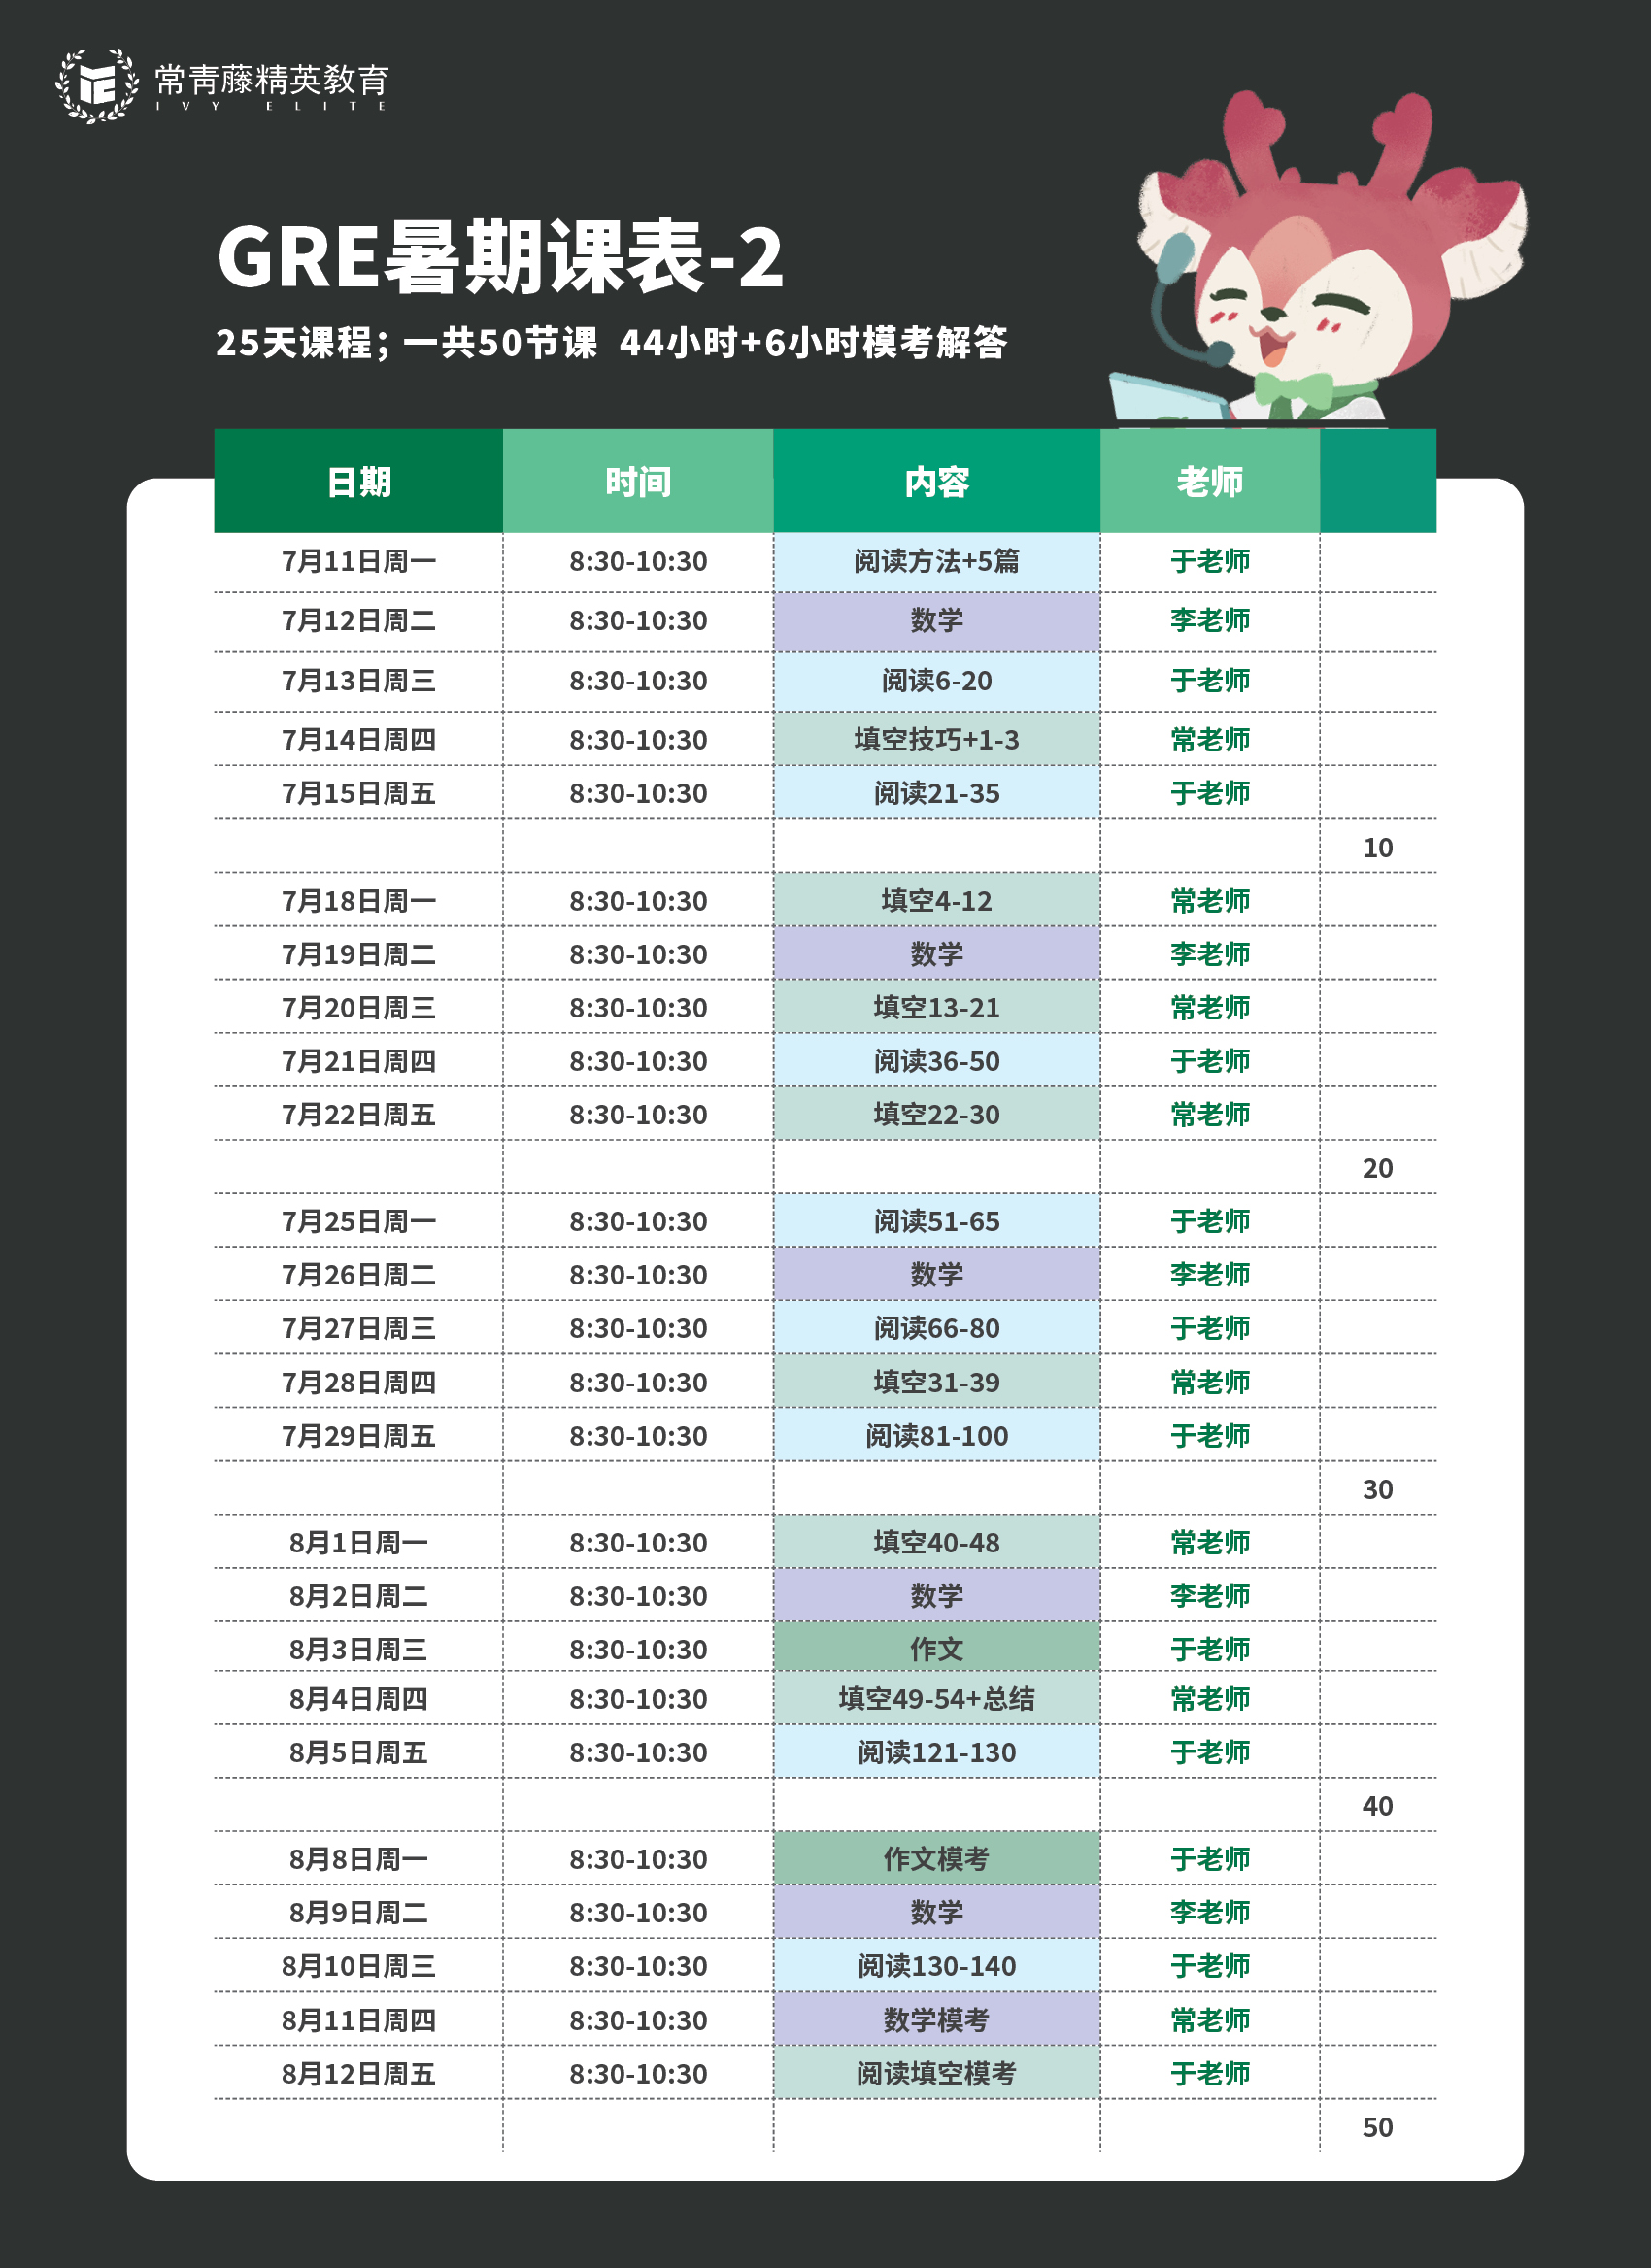 常青藤精英教育
IVY ELITE
GRE暑期课表-2
25天课程；一共50节课 44小时+6小时模考解答
日期 时间 内容 老师
7月11日周一 8:30-10:30 阅读方法+5篇 于老师
7月12日周二 8:30-10:30 数学 李老师
7月13日周三 8:30-10:30 阅读6-20 于老师
7月14日周四 8:30-10:30 填空技巧+1-3 常老师
7月15日周五 8:30-10:30 阅读21-35 于老师
10
7月18日周一 8:30-10:30 填空4-12 常老师
7月19日周二 8:30-10:30 数学 李老师
7月20日周三 8:30-10:30 填空13-21 常老师
7月21日周四 8:30-10:30 阅读36-50 于老师
7月22日周五 8:30-10:30 填空22-30 常老师
20
7月25日周一 8:30-10:30 阅读51-65 于老师
7月26日周二 8:30-10:30 数学 李老师
7月27日周三 8:30-10:30 阅读66-80 于老师
7月28日周四 8:30-10:30 填空31-39 常老师
7月29日周五 8:30-10:30 阅读81-100 于老师
30
8月1日周一 8:30-10:30 填空40-48 常老师
8月2日周二 8:30-10:30 数学 李老师
8月3日周三 8:30-10:30 作文 于老师
8月4日周四 8:30-10:30 填空49-54+总结 常老师
8月5日周五 8:30-10:30 阅读121-130 于老师
40
8月8日周一 8:30-10:30 作文模考 于老师
8月9日周二 8:30-10:30 数学 李老师
8月10日周三 8:30-10:30 阅读130-140 于老师
8月11日周四 8:30-10:30 数学模考 常老师
8月12日周五 8:30-10:30 阅读填空模考 于老师
50